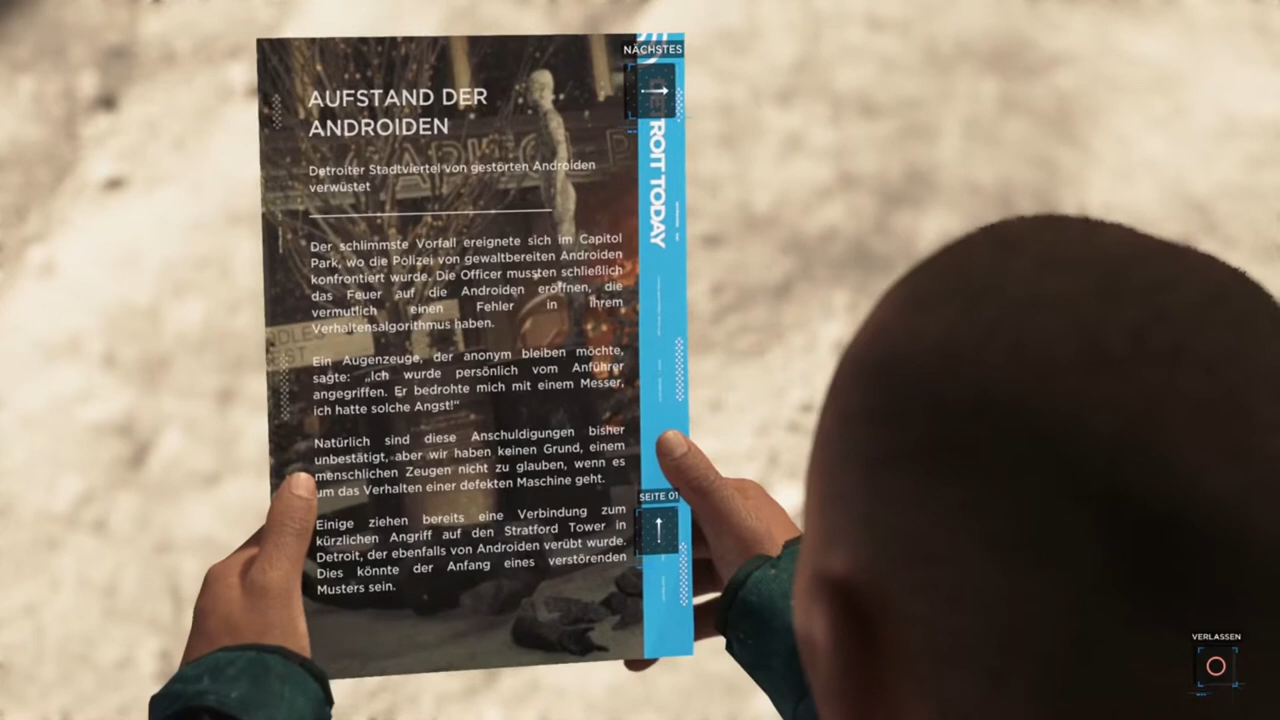 NÄCHSTES
AUFSTAND DER
ANDROIDEN
Detroiter Stadtviertel von gestörten Androiden
verwüstet
Der schlimmste Vorfall ereignete sich im Capitol
Park, wo die Polizei von gewaltbereiten Androiden
konfrontiert wurde. Die Officer mussten schließlich
das Feuer auf die Androiden eröffnen, die
vermutlich einen Fehler in ihrem
Verhaltensalgorithmus haben.
Ein Augenzeuge, der anonym bleiben möchte,
sagte: „Ich wurde persönlich vom Anführer
angegriffen. Er bedrohte mich mit einem Messer,
ich hatte solche Angst!“
Natürlich sind diese Anschuldigungen bisher
unbestätigt, aber wir haben keinen Grund, einem
menschlichen Zeugen nicht zu glauben, wenn es
um das Verhalten einer defekten Maschine geht.
Einige ziehen bereits eine Verbindung zum
kürzlichen Angriff auf den Stratford Tower in
Detroit, der ebenfalls von Androiden verübt wurde.
Dies könnte der Anfang eines verstörenden
Musters sein.
DETROIT TODAY
SEITE 01
VERLASSEN